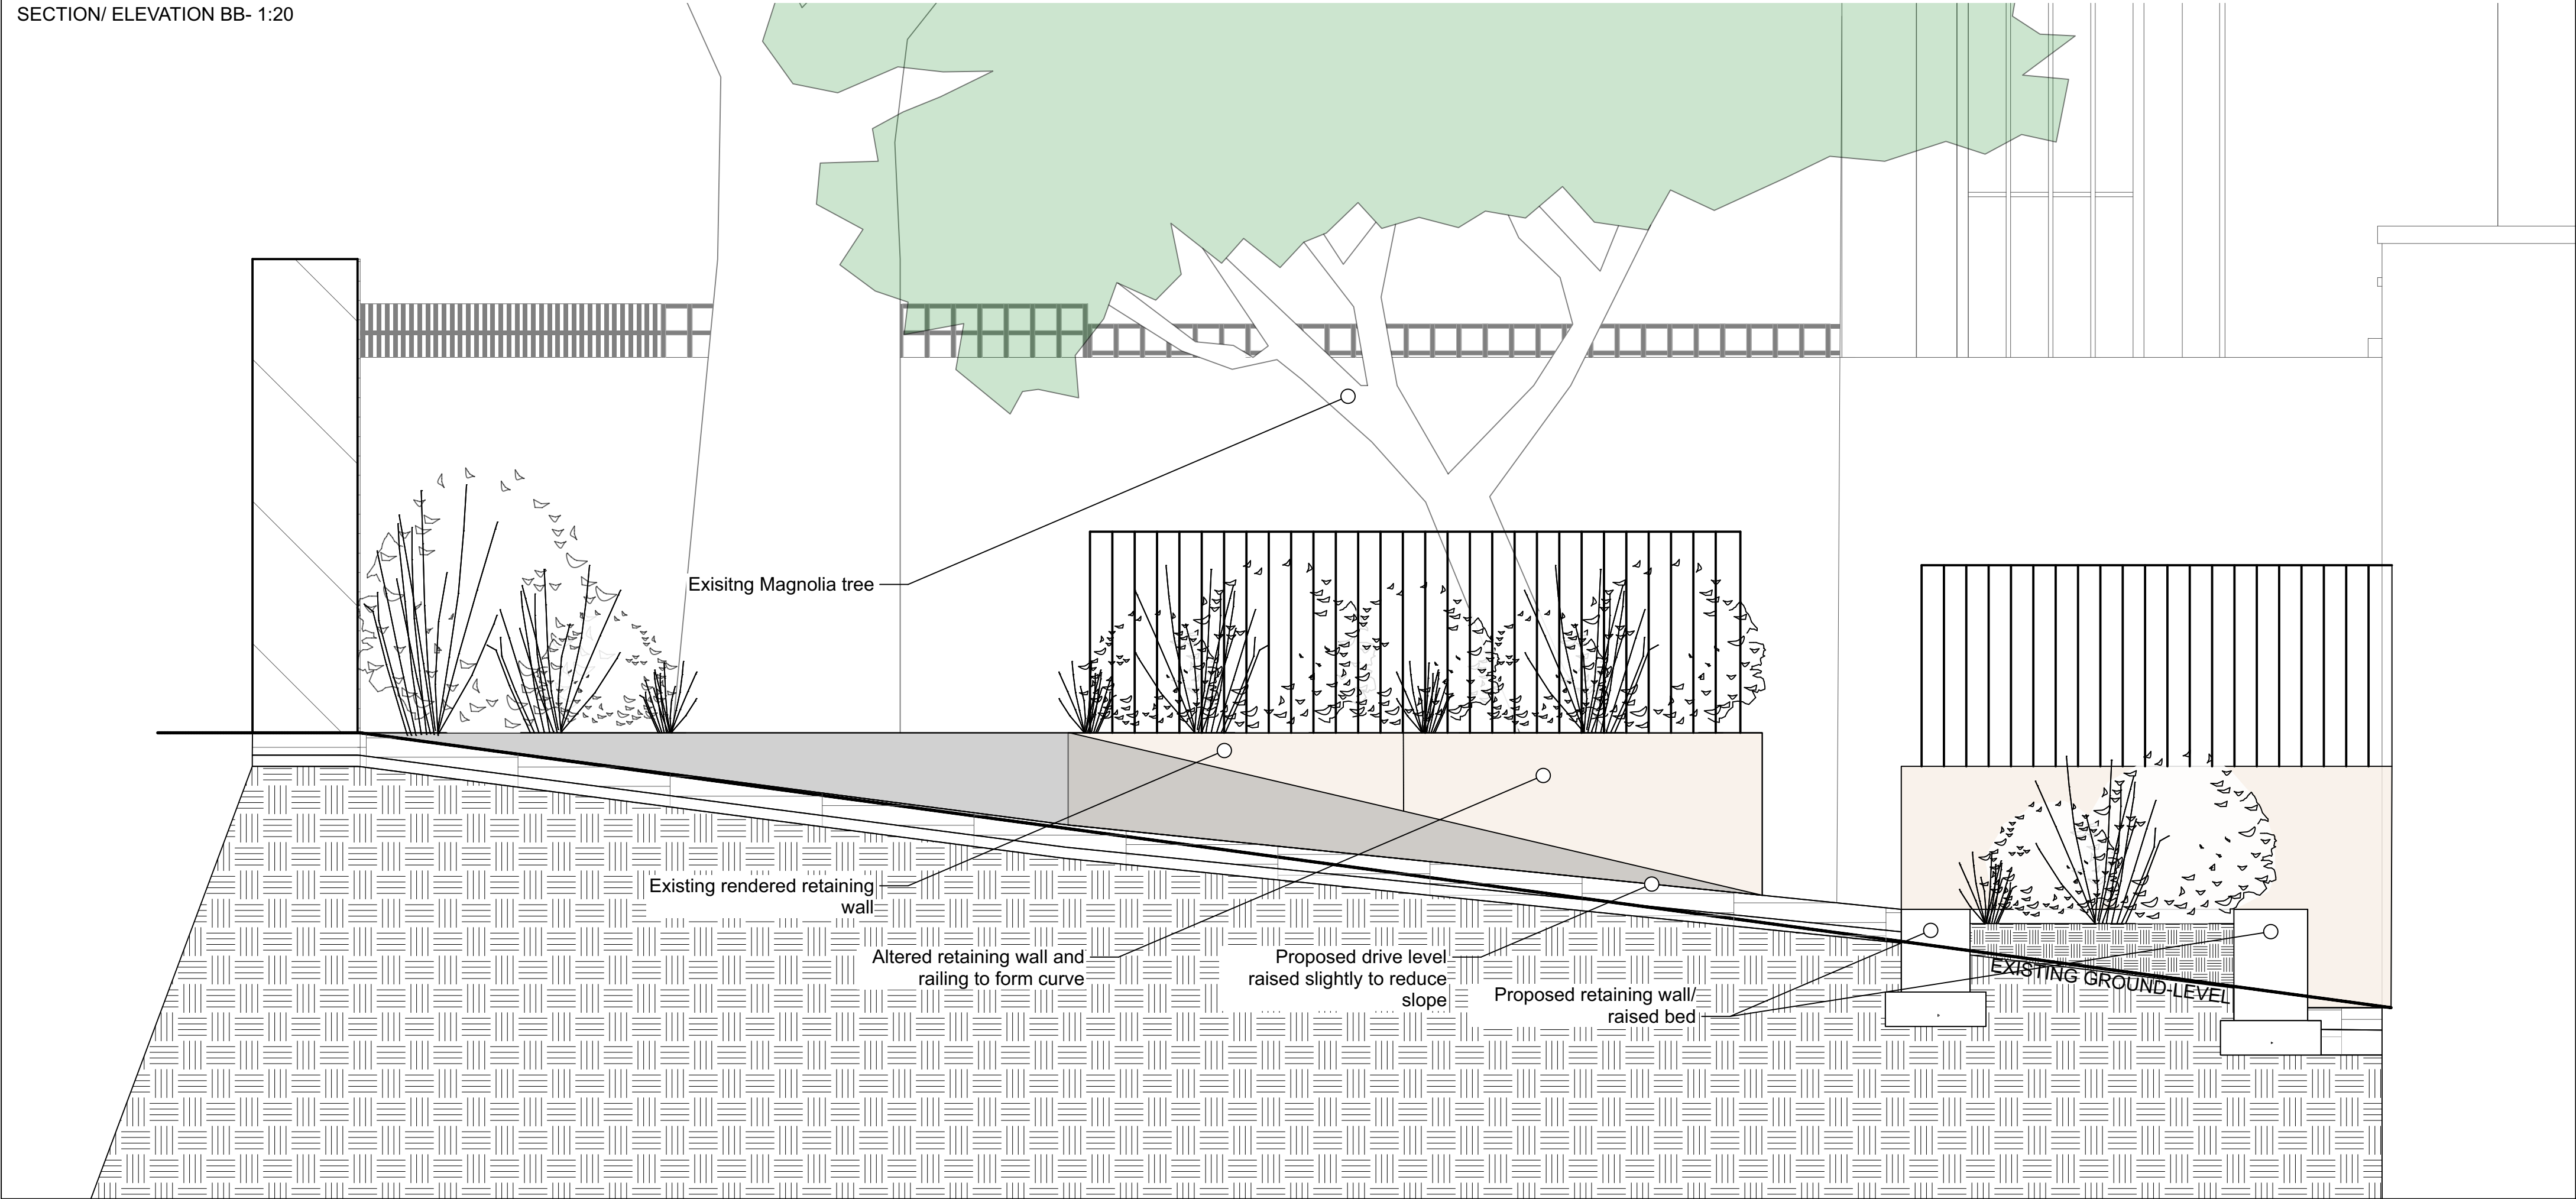 SECTION/ ELEVATION BB- 1:20
Exisitng Magnolia tree
Existing rendered retaining
wall
Altered retaining wall and
railing to form curve
Proposed drive level
raised slightly to reduce
slope
Proposed retaining wall/
raised bed
EXISTING GROUND-LEVEL